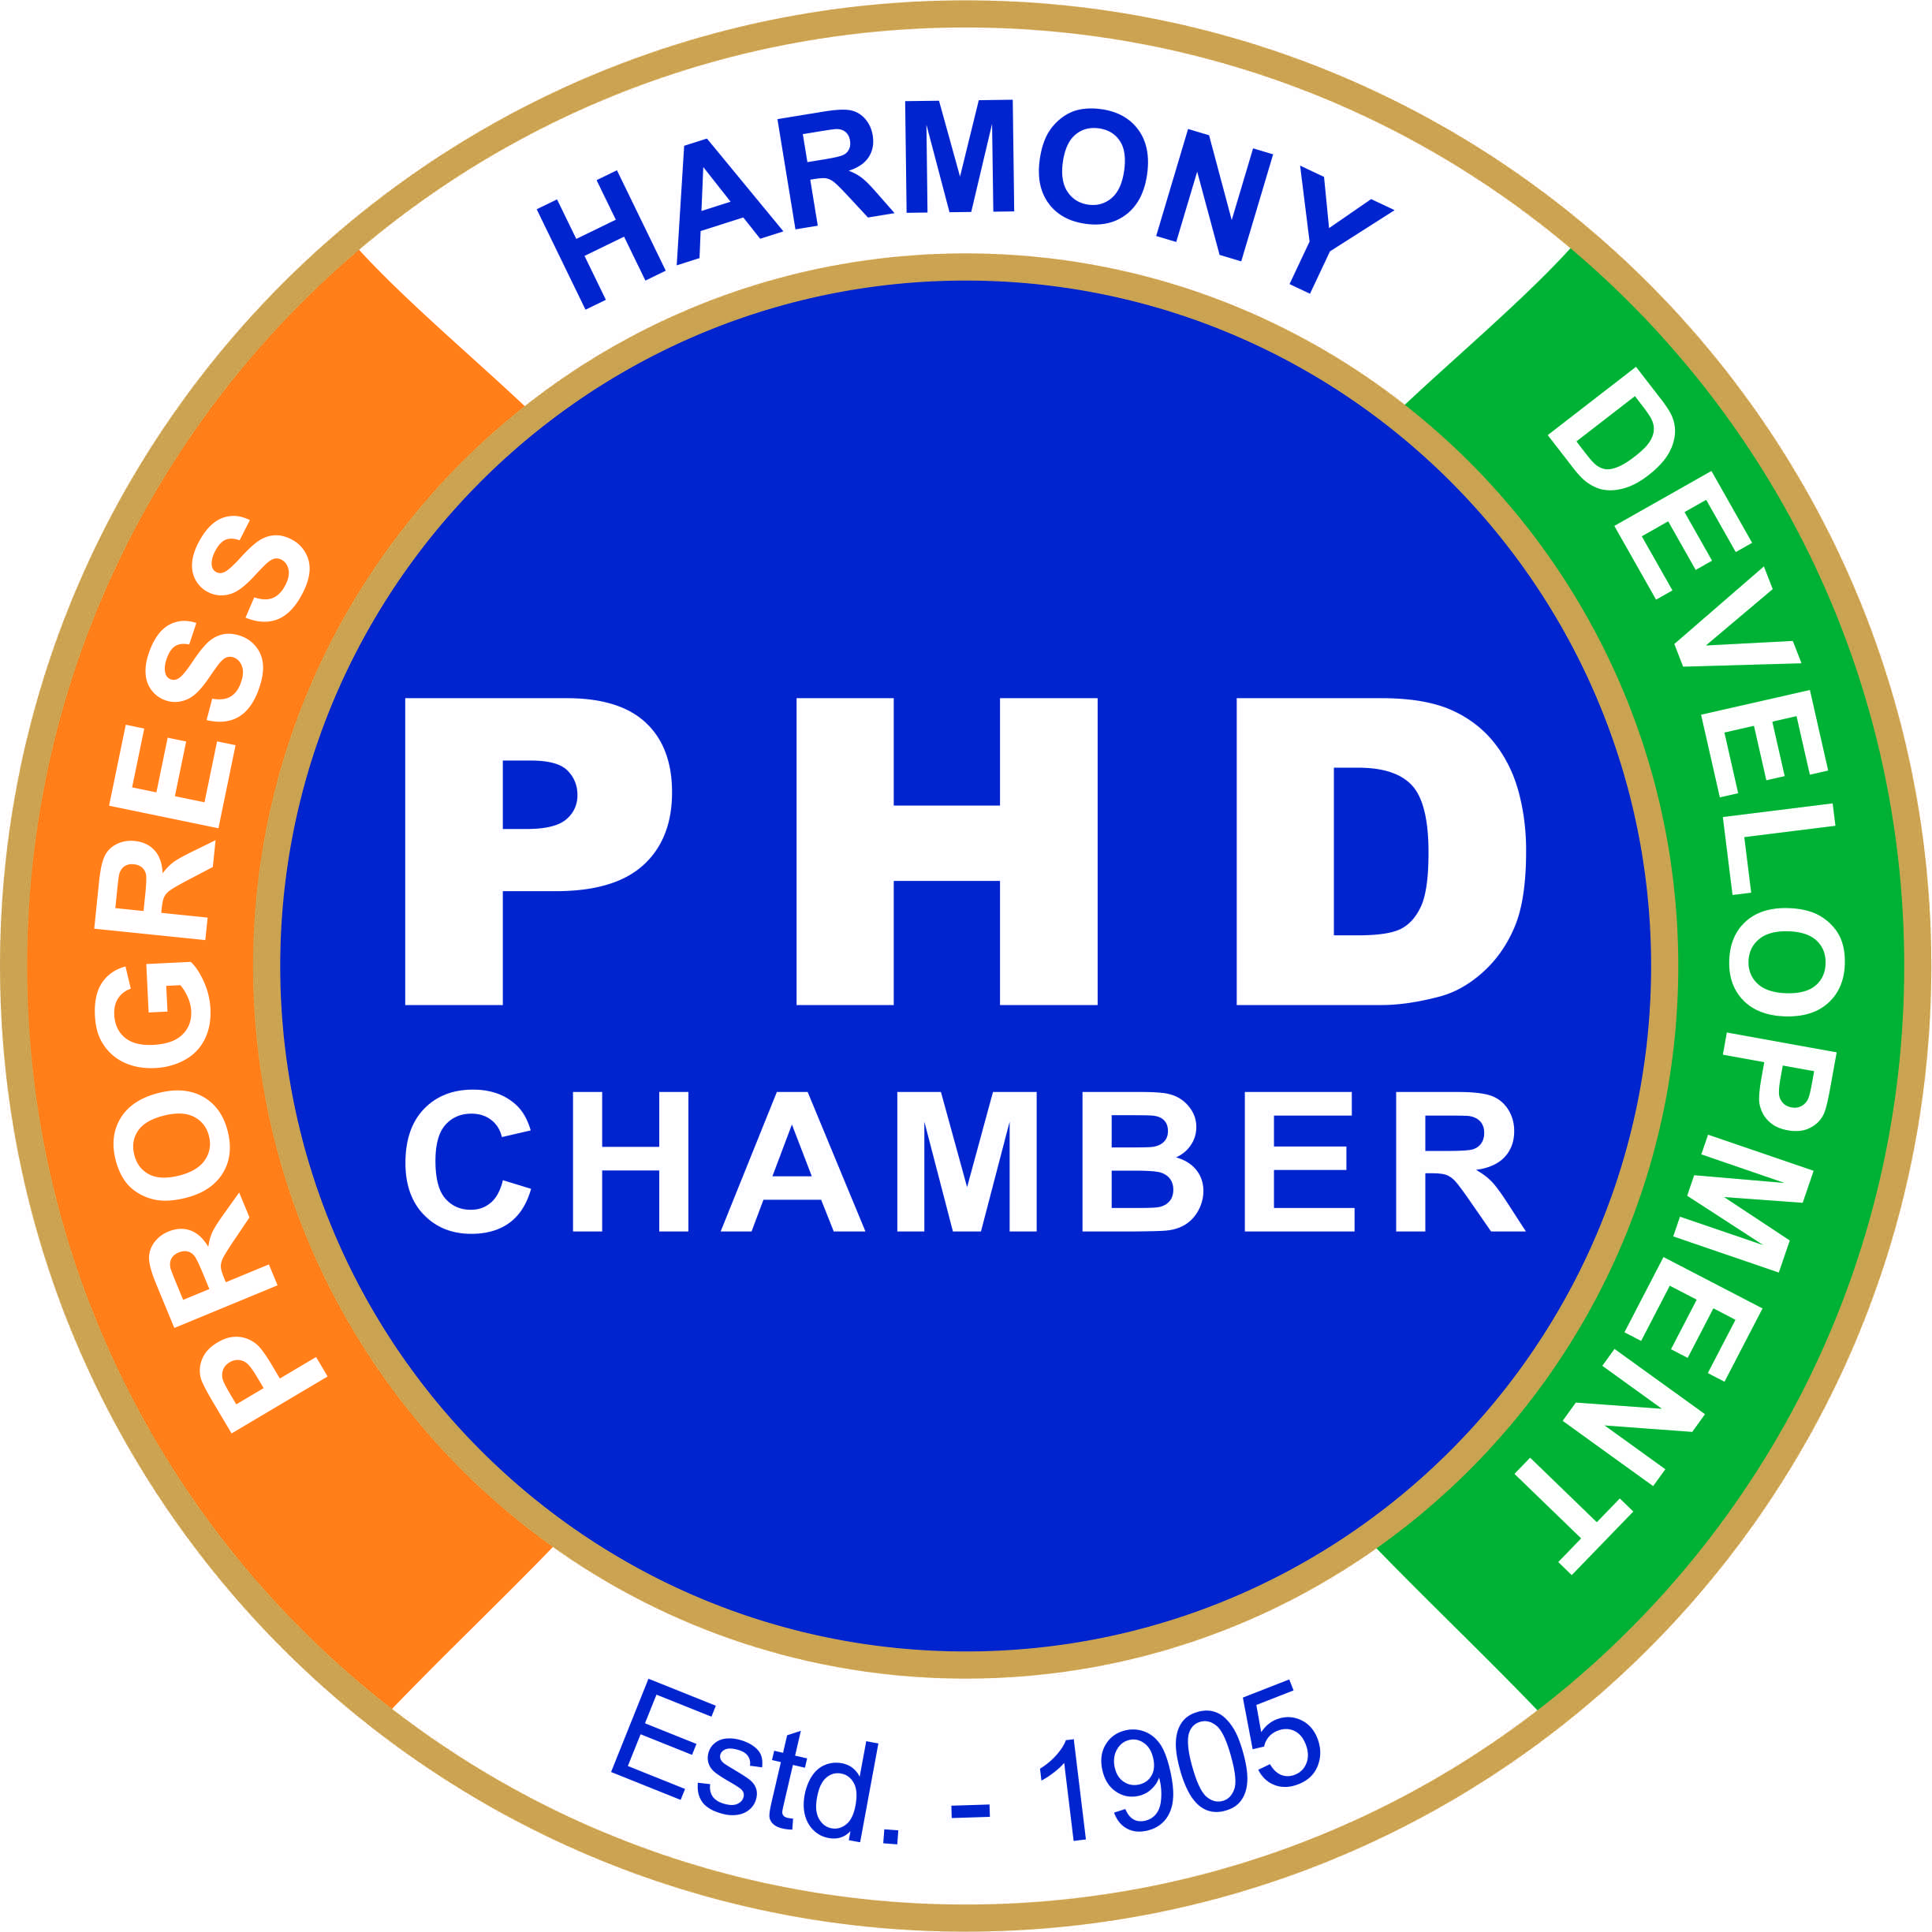 HARMONY
PROGRESS
DEVELOPMENT
PHD
CHAMBER
Estd. - 1905